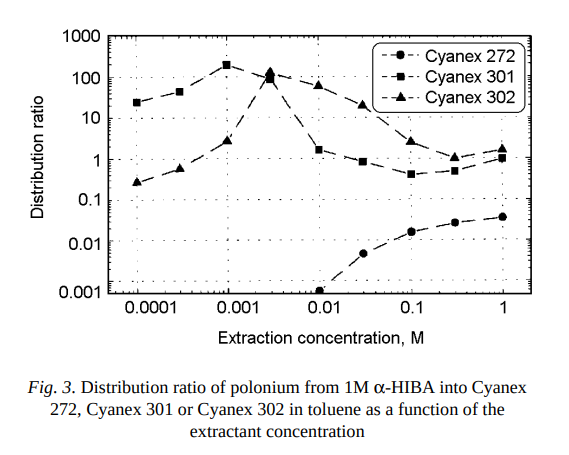 1000
100
10
1
0.1
0.01
0.001
Distribution ratio
Cyanex 272
Cyanex 301
Cyanex 302
0.0001 0.001 0.01 0.1 1
Extraction concentration, M
Fig. 3. Distribution ratio of polonium from 1M α-HIBA into Cyanex
272, Cyanex 301 or Cyanex 302 in toluene as a function of the
extractant concentration